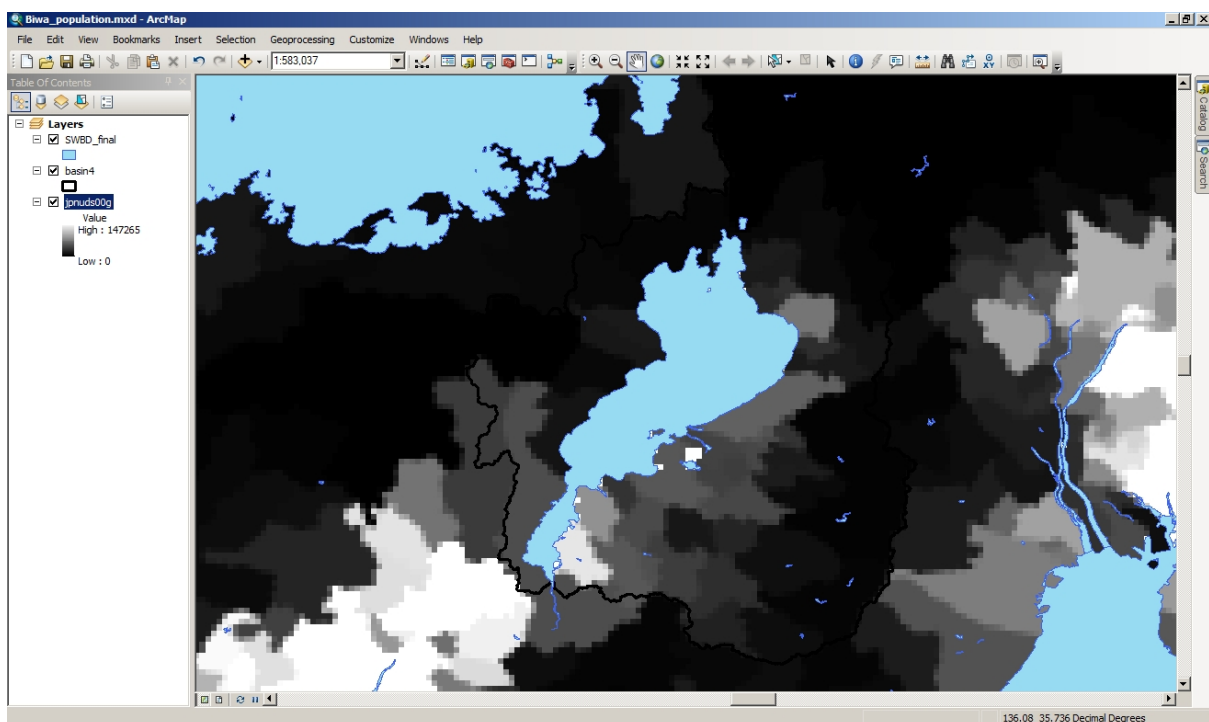 Biwa_population.mxd - ArcMap
File Edit View Bookmarks Insert Selection Geoprocessing Customize Windows Help
1:583,037
Table Of Contents
Layers
SWBD_final
basin4
jpnuds00g
Value
High : 147265
Low : 0
Catalog
Search
136.08 35.736 Decimal Degrees